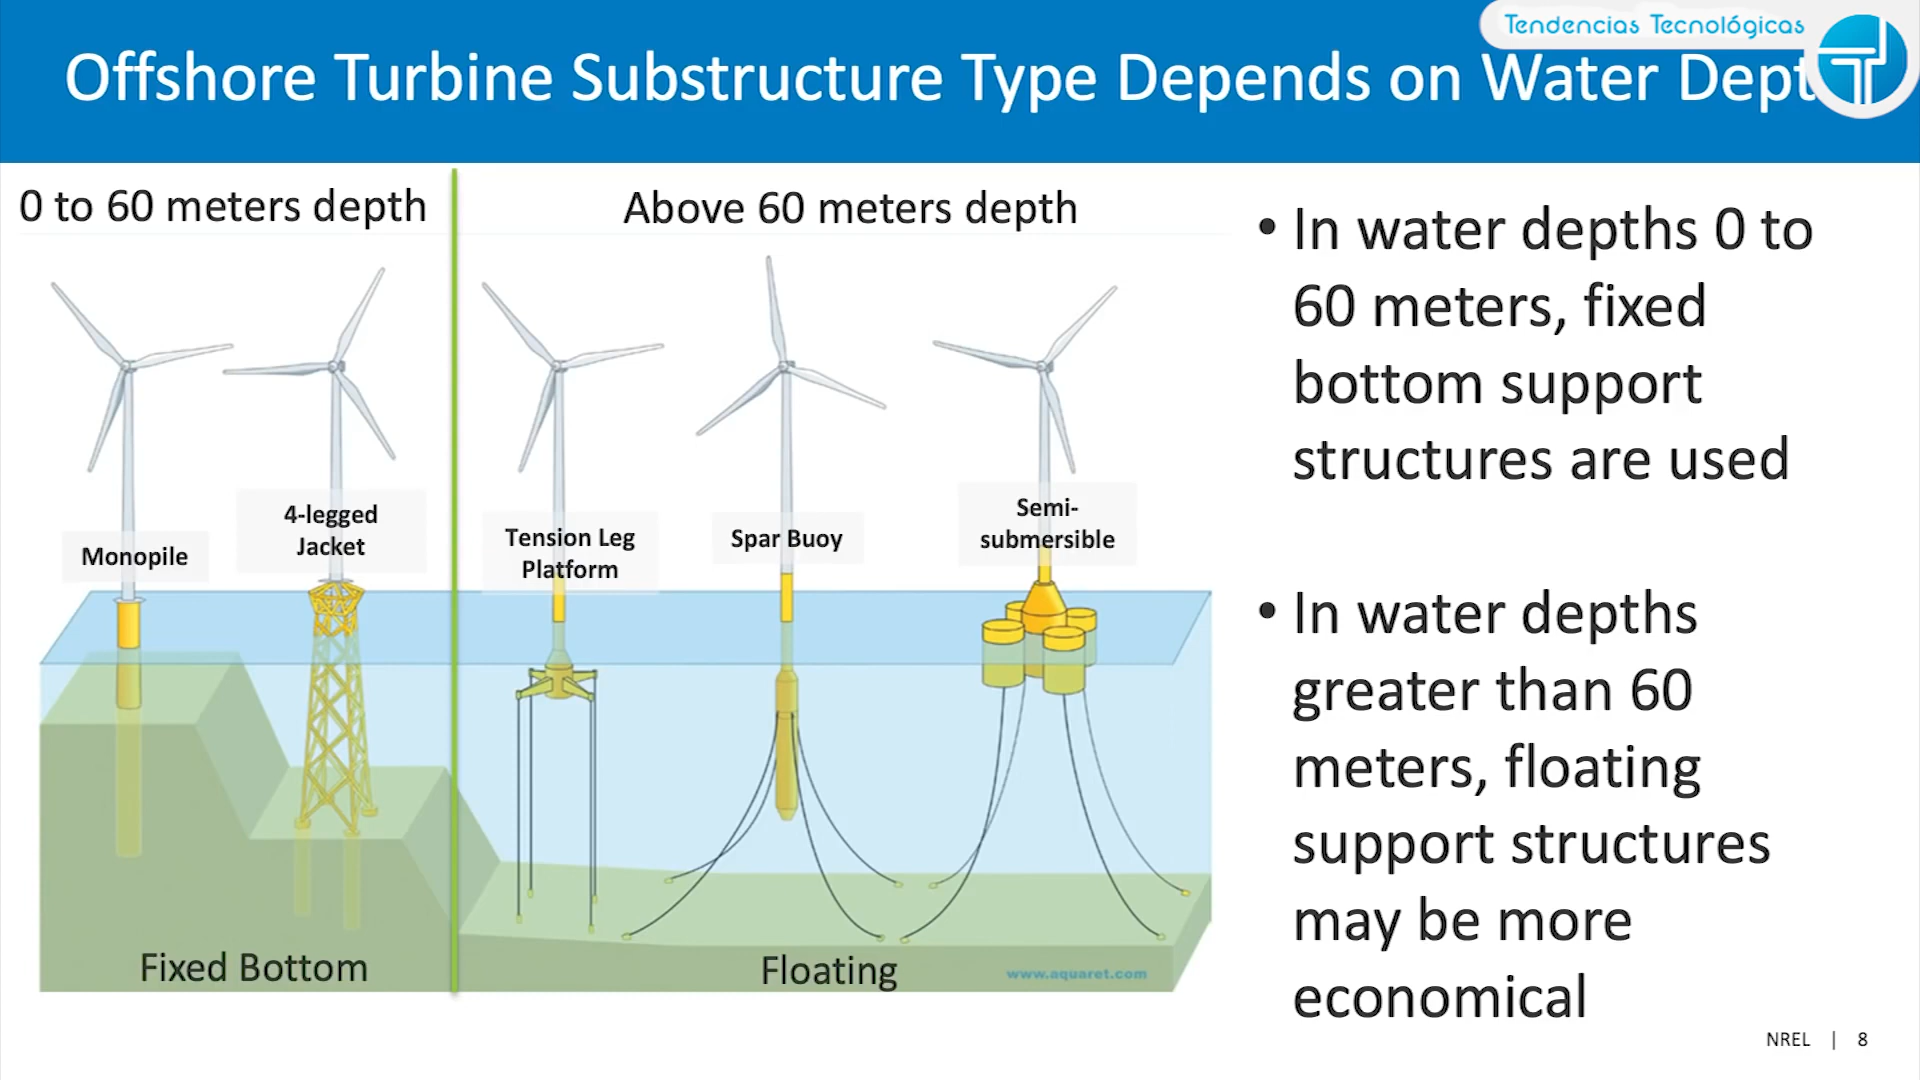 Tendencias Tecnológicas
Offshore Turbine Substructure Type Depends on Water Dept
0 to 60 meters depth
Above 60 meters depth
Monopile
4-legged
Jacket
Tension Leg
Platform
Spar Buoy
Semi-
submersible
Fixed Bottom
Floating
www.aquaret.com
• In water depths 0 to
60 meters, fixed
bottom support
structures are used
• In water depths
greater than 60
meters, floating
support structures
may be more
economical
NREL | 8